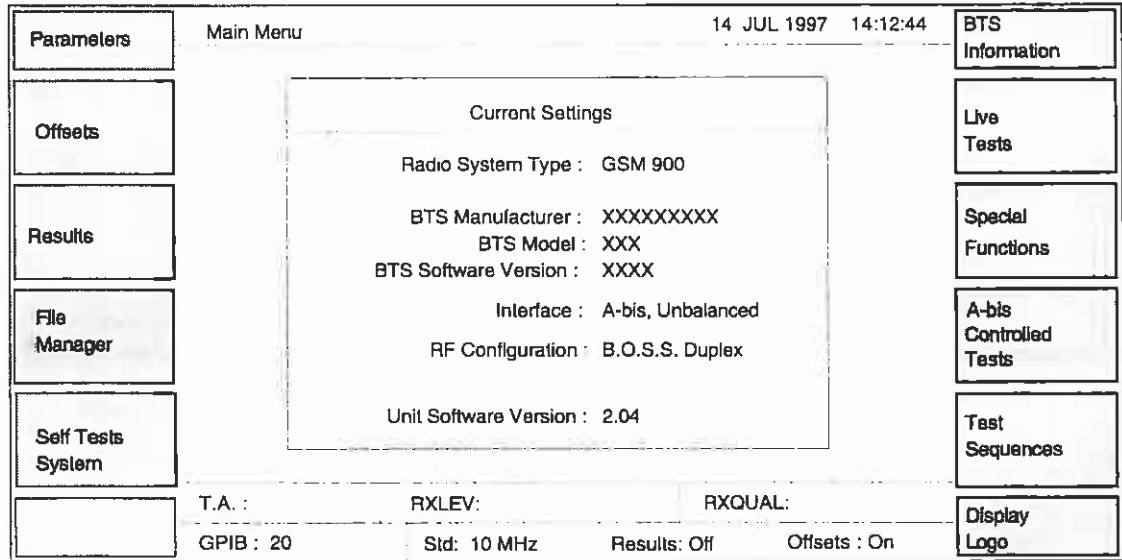 Parameters
Offsets
Results
File
Manager
Self Tests
System
Main Menu
14 JUL 1997 14:12:44
Current Settings
Radio System Type : GSM 900
BTS Manufacturer : XXXXXXXXX
BTS Model : XXX
BTS Software Version : XXXX
Interface : A-bis, Unbalanced
RF Configuration : B.O.S.S. Duplex
Unit Software Version : 2.04
T.A. : RXLEV: RXQUAL:
GPIB : 20 Std: 10 MHz Results: Off Offsets : On
BTS
Information
Live
Tests
Special
Functions
A-bis
Controlled
Tests
Test
Sequences
Display
Logo